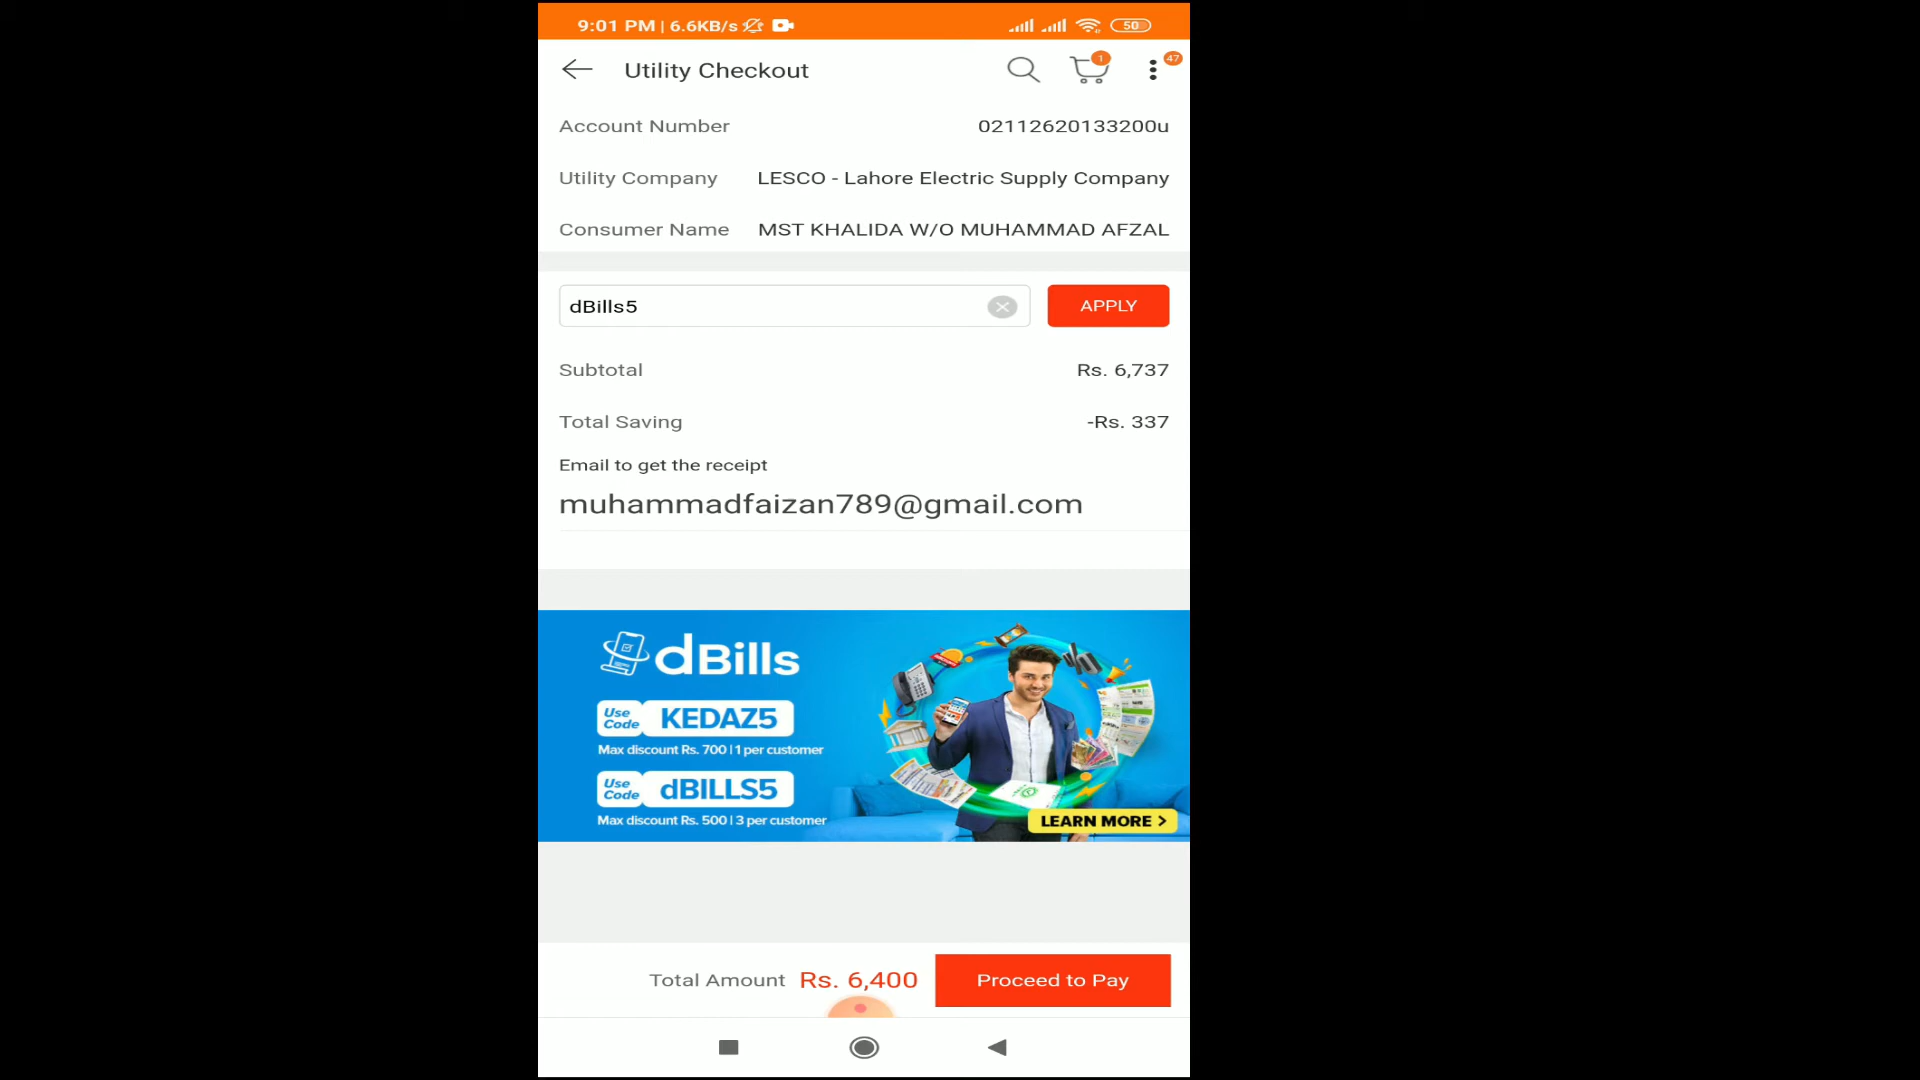 9:01 PM | 6.6KB/s
50
Utility Checkout
1
47
Account Number 02112620133200u
Utility Company LESCO - Lahore Electric Supply Company
Consumer Name MST KHALIDA W/O MUHAMMAD AFZAL
dBills5
APPLY
Subtotal Rs. 6,737
Total Saving -Rs. 337
Email to get the receipt
muhammadfaizan789@gmail.com
dBills
Use Code KEDAZ5
Max discount Rs. 700 | 1 per customer
Use Code dBILLS5
Max discount Rs. 500 | 3 per customer
LEARN MORE >
Total Amount Rs. 6,400
Proceed to Pay